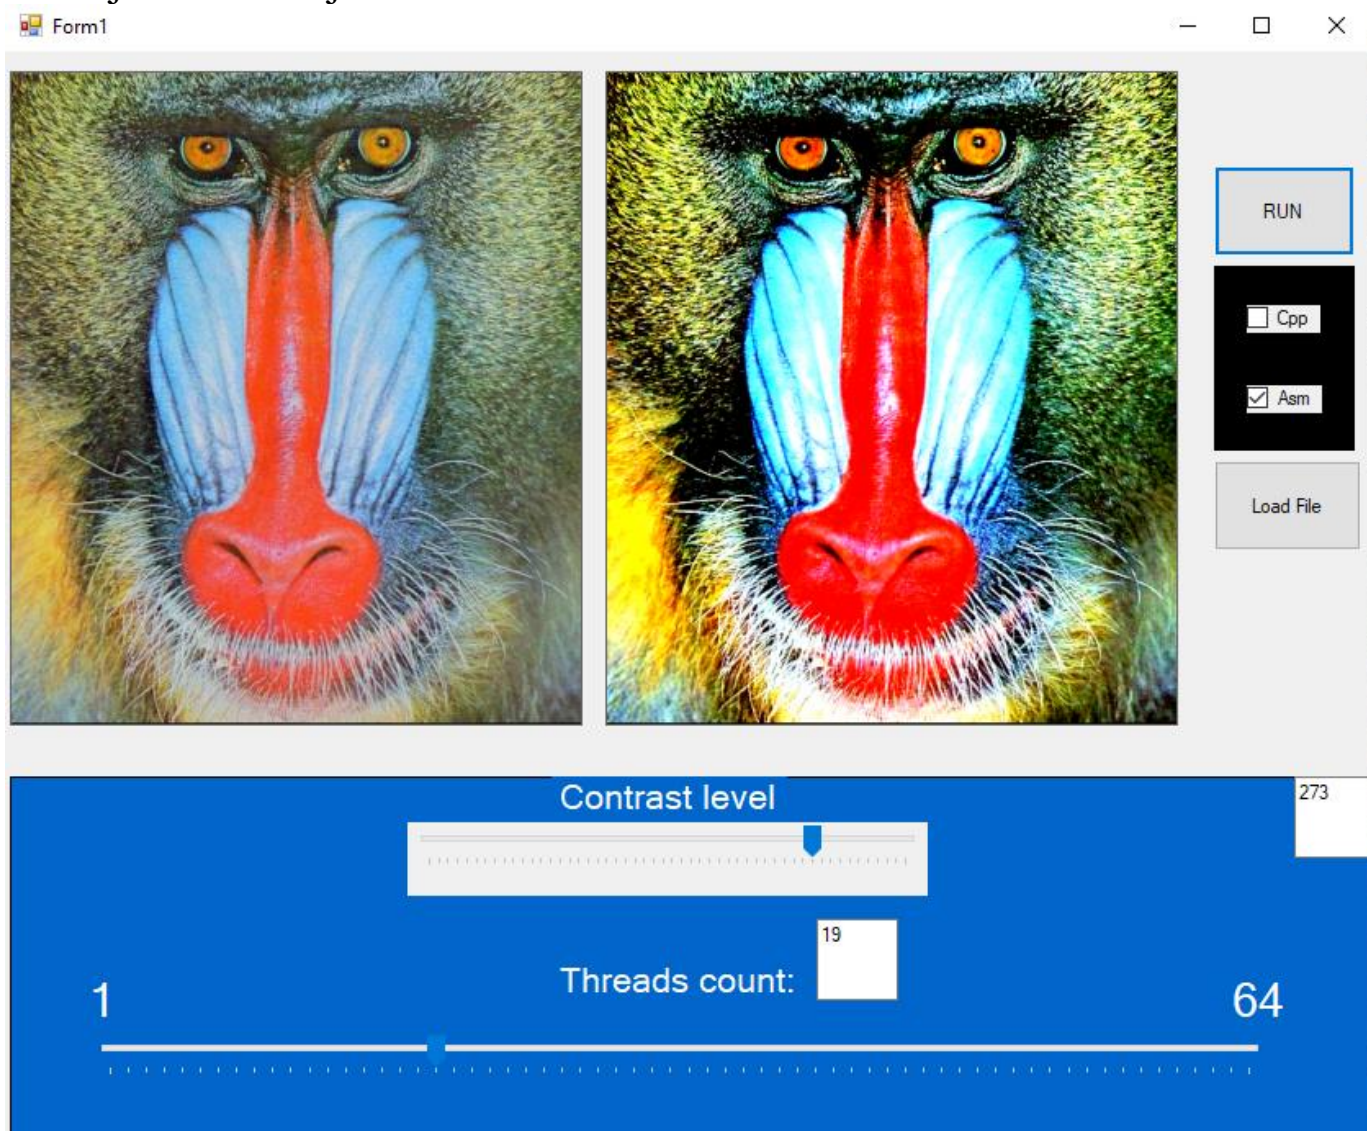 Form1
RUN
Cpp
Asm
Load File
Contrast level
273
19
Threads count:
1
64